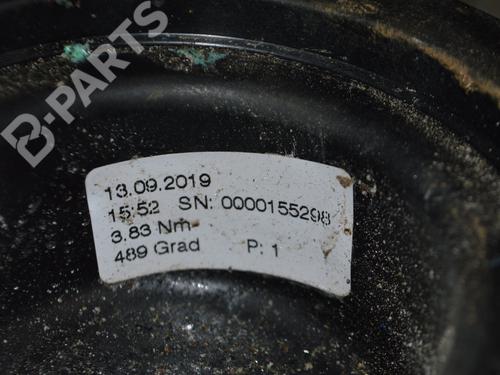 B-PARTS
13.09.2019
15:52 SN: 0000155298
3.83 Nm
489 Grad P: 1